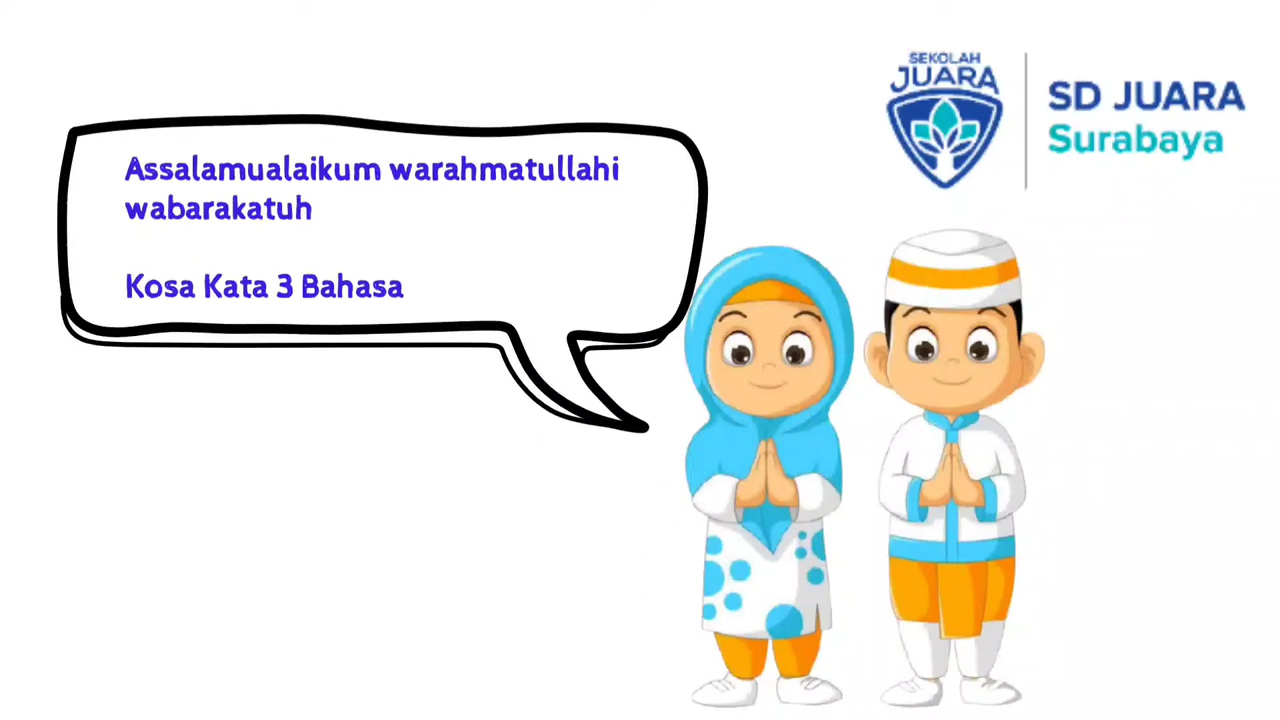 Assalamualaikum warahmatullahi
wabarakatuh
Kosa Kata 3 Bahasa
SEKOLAH
JUARA
SD JUARA
Surabaya